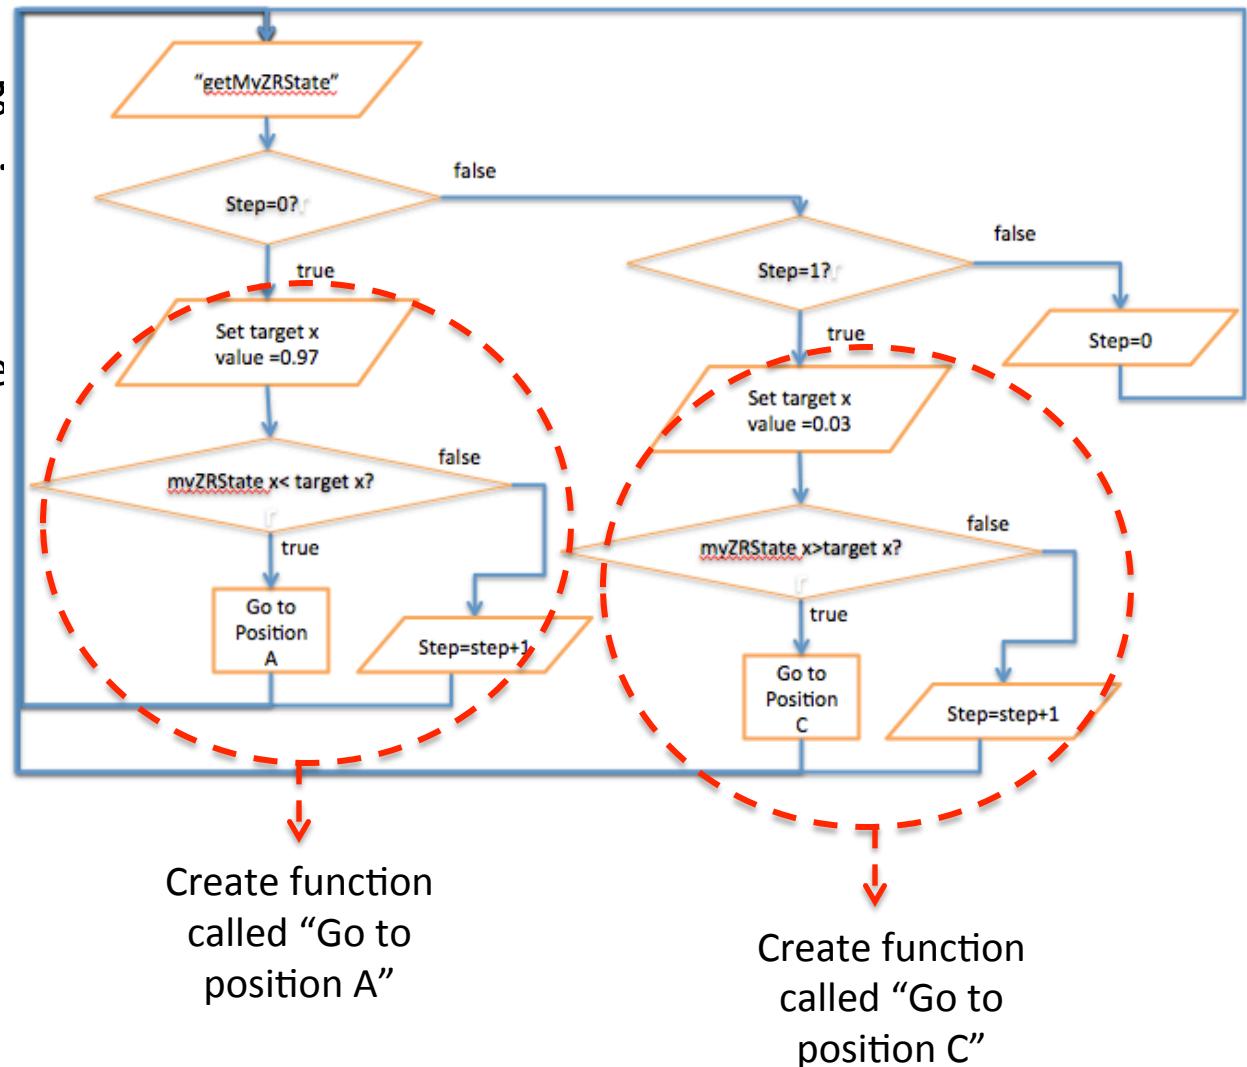 "getMyZRState"
Step=0?
false
true
Set target x
value =0.97
myZRState x< target x?
false
true
Go to
Position
A
Step=step+1
Step=1?
false
true
Step=0
Set target x
value =0.03
myZRState x>target x?
false
true
Go to
Position
C
Step=step+1
Create function
called “Go to
position A”
Create function
called “Go to
position C”